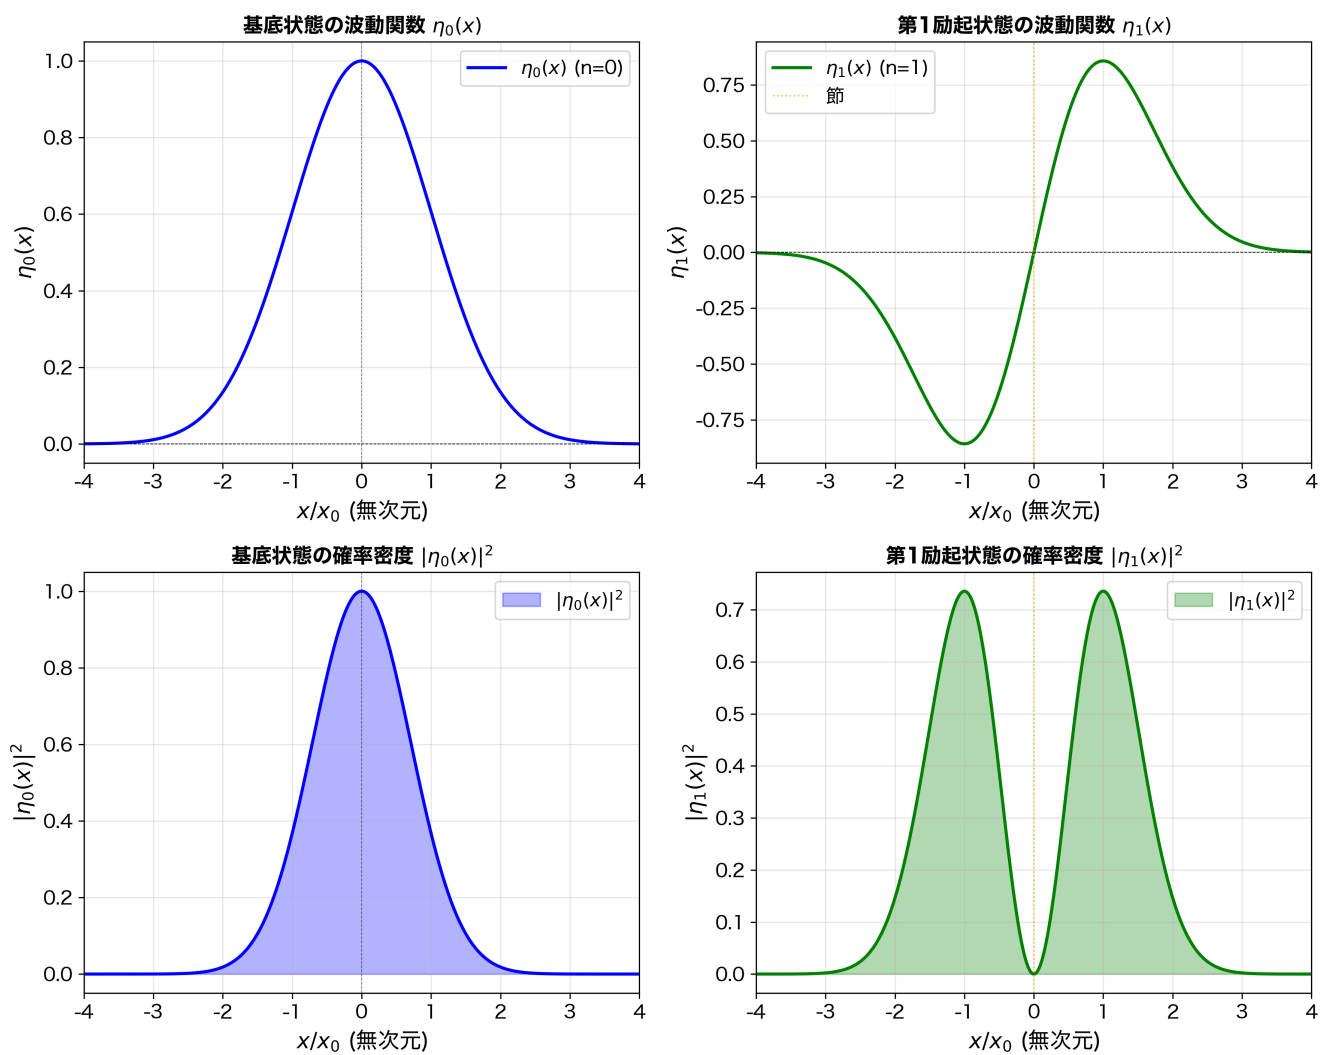 基底状態の波動関数 η₀(x)
η₀(x) (n=0)
η₀(x)
1.0
0.8
0.6
0.4
0.2
0.0
-4 -3 -2 -1 0 1 2 3 4
x/x₀ (無次元)
第1励起状態の波動関数 η₁(x)
η₁(x) (n=1)
節
η₁(x)
0.75
0.50
0.25
0.00
-0.25
-0.50
-0.75
-4 -3 -2 -1 0 1 2 3 4
x/x₀ (無次元)
基底状態の確率密度 |η₀(x)|²
|η₀(x)|²
|η₀(x)|²
1.0
0.8
0.6
0.4
0.2
0.0
-4 -3 -2 -1 0 1 2 3 4
x/x₀ (無次元)
第1励起状態の確率密度 |η₁(x)|²
|η₁(x)|²
|η₁(x)|²
0.7
0.6
0.5
0.4
0.3
0.2
0.1
0.0
-4 -3 -2 -1 0 1 2 3 4
x/x₀ (無次元)